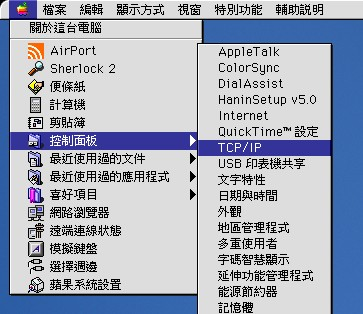 檔案 編輯 顯示方式 視窗 特別功能 輔助說明
關於這台電腦
AirPort
Sherlock 2
便條紙
計算機
剪貼簿
控制面板
最近使用過的文件
最近使用過的應用程式
喜好項目
網路瀏覽器
遠端連線狀態
模擬鍵盤
選擇週邊
蘋果系統設置
AppleTalk
ColorSync
DialAssist
HaninSetup v5.0
Internet
QuickTime™ 設定
TCP/IP
USB 印表機共享
文字特性
日期與時間
外觀
地區管理程式
多重使用者
字碼智慧顯示
延伸功能管理程式
能源節約器
記憶體